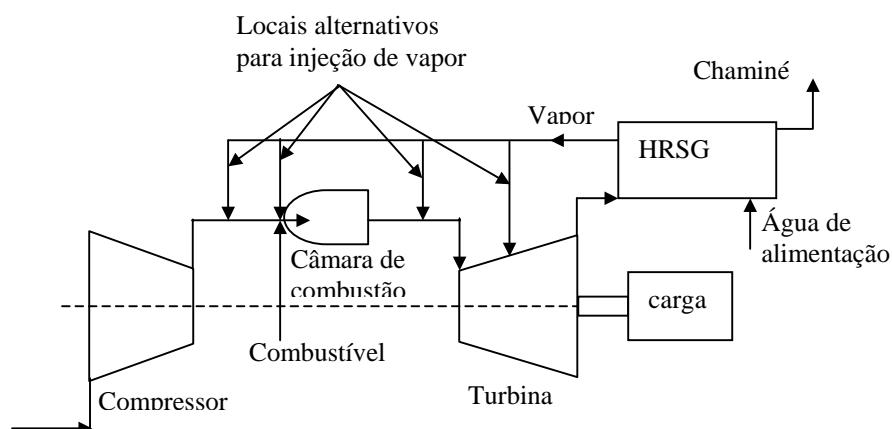 Locais alternativos
para injeção de vapor
Chaminé
Vapor
HRSG
Água de
alimentação
Câmara de
combustão
carga
Combustível
Turbina
Compressor